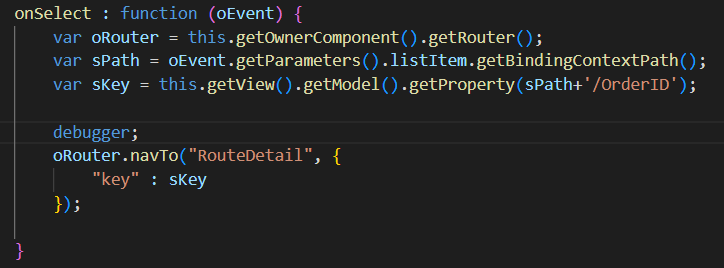 onSelect : function (oEvent) {
    var oRouter = this.getOwnerComponent().getRouter();
    var sPath = oEvent.getParameters().listItem.getBindingContextPath();
    var sKey = this.getView().getModel().getProperty(sPath+'/OrderID');
    debugger;
    oRouter.navTo("RouteDetail", {
        "key" : sKey
    });
}